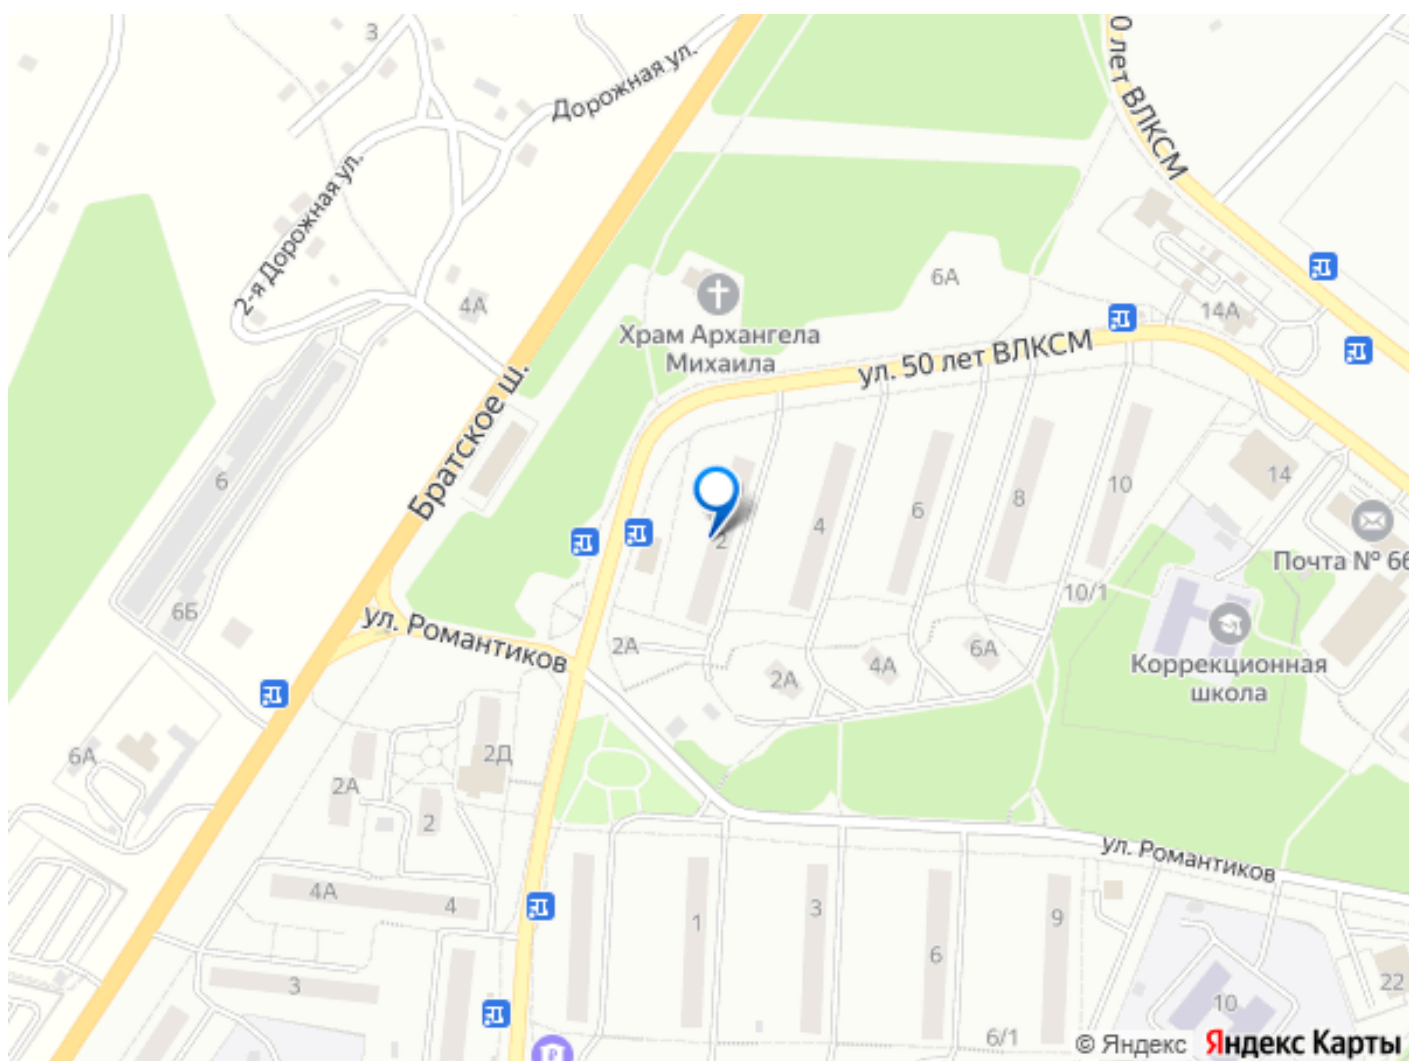 3
Дорожная ул.
50 лет ВЛКСМ
2-я Дорожная ул.
4А
6А
14А
Храм Архангела
Михаила
ул. 50 лет ВЛКСМ
Братское ш.
6
2
4
6
8
10
14
Почта № 66
6Б
ул. Романтиков
10/1
2А
2А
4А
6А
Коррекционная
школа
6А
2Д
2А
2
ул. Романтиков
4А
4
1
3
6
9
3
22
10
6/1
© Яндекс Яндекс Карты